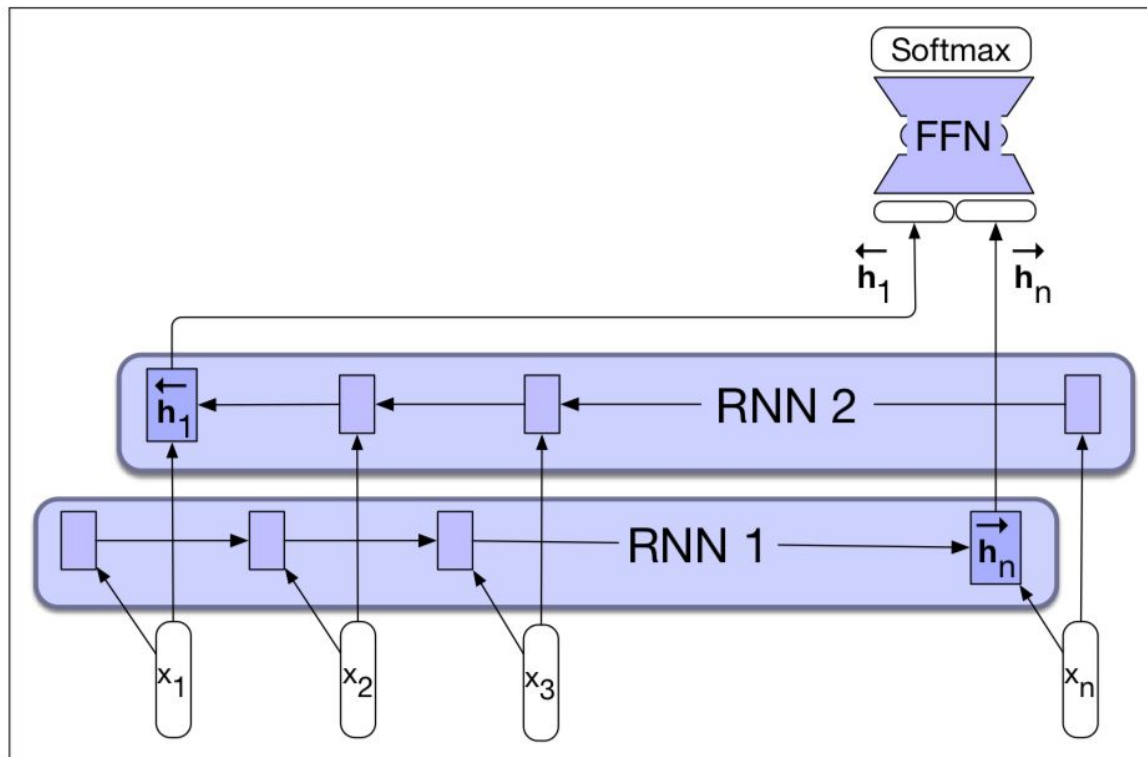 Softmax
FFN
←h₁ →hₙ
←h₁ RNN 2
RNN 1 →hₙ
x₁ x₂ x₃ xₙ